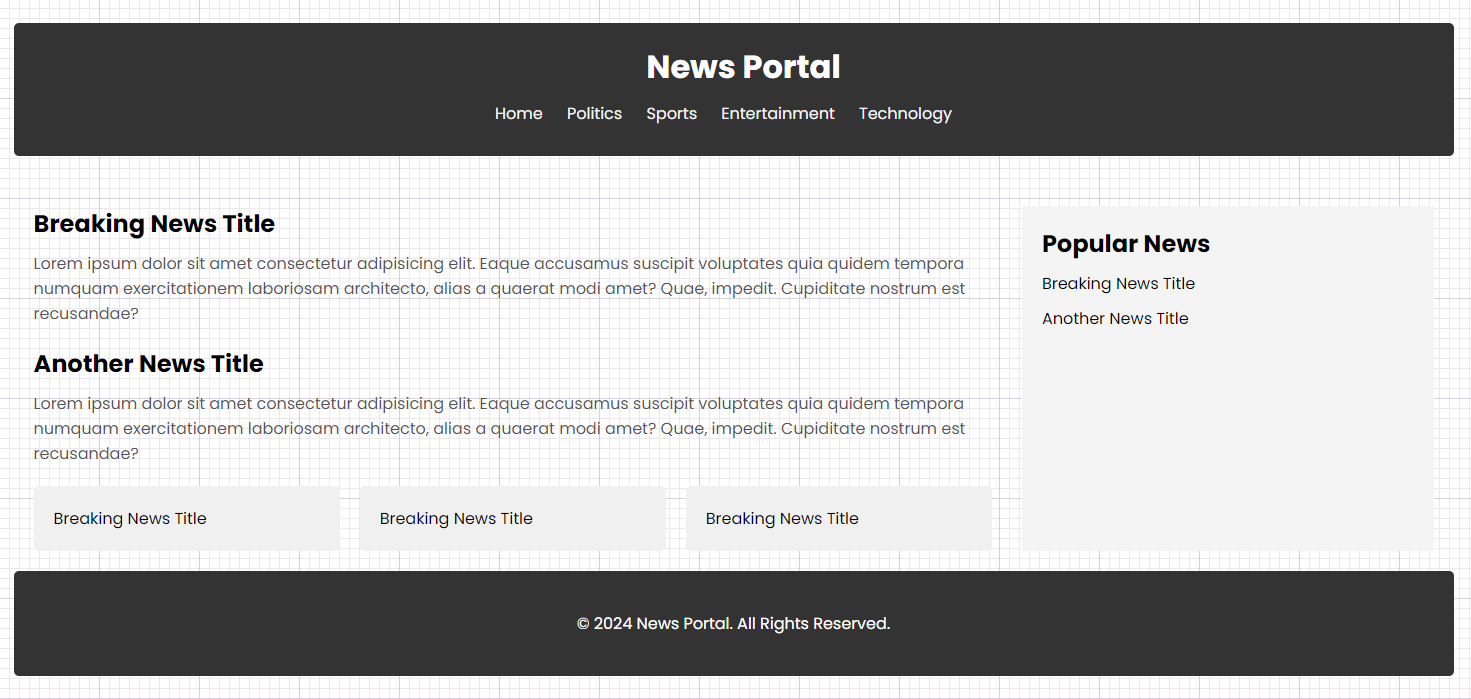 News Portal
Home Politics Sports Entertainment Technology
Breaking News Title
Lorem ipsum dolor sit amet consectetur adipisicing elit. Eaque accusamus suscipit voluptates quia quidem tempora
numquam exercitationem laboriosam architecto, alias a quaerat modi amet? Quae, impedit. Cupiditate nostrum est
recusandae?
Another News Title
Lorem ipsum dolor sit amet consectetur adipisicing elit. Eaque accusamus suscipit voluptates quia quidem tempora
numquam exercitationem laboriosam architecto, alias a quaerat modi amet? Quae, impedit. Cupiditate nostrum est
recusandae?
Breaking News Title
Breaking News Title
Breaking News Title
Popular News
Breaking News Title
Another News Title
© 2024 News Portal. All Rights Reserved.